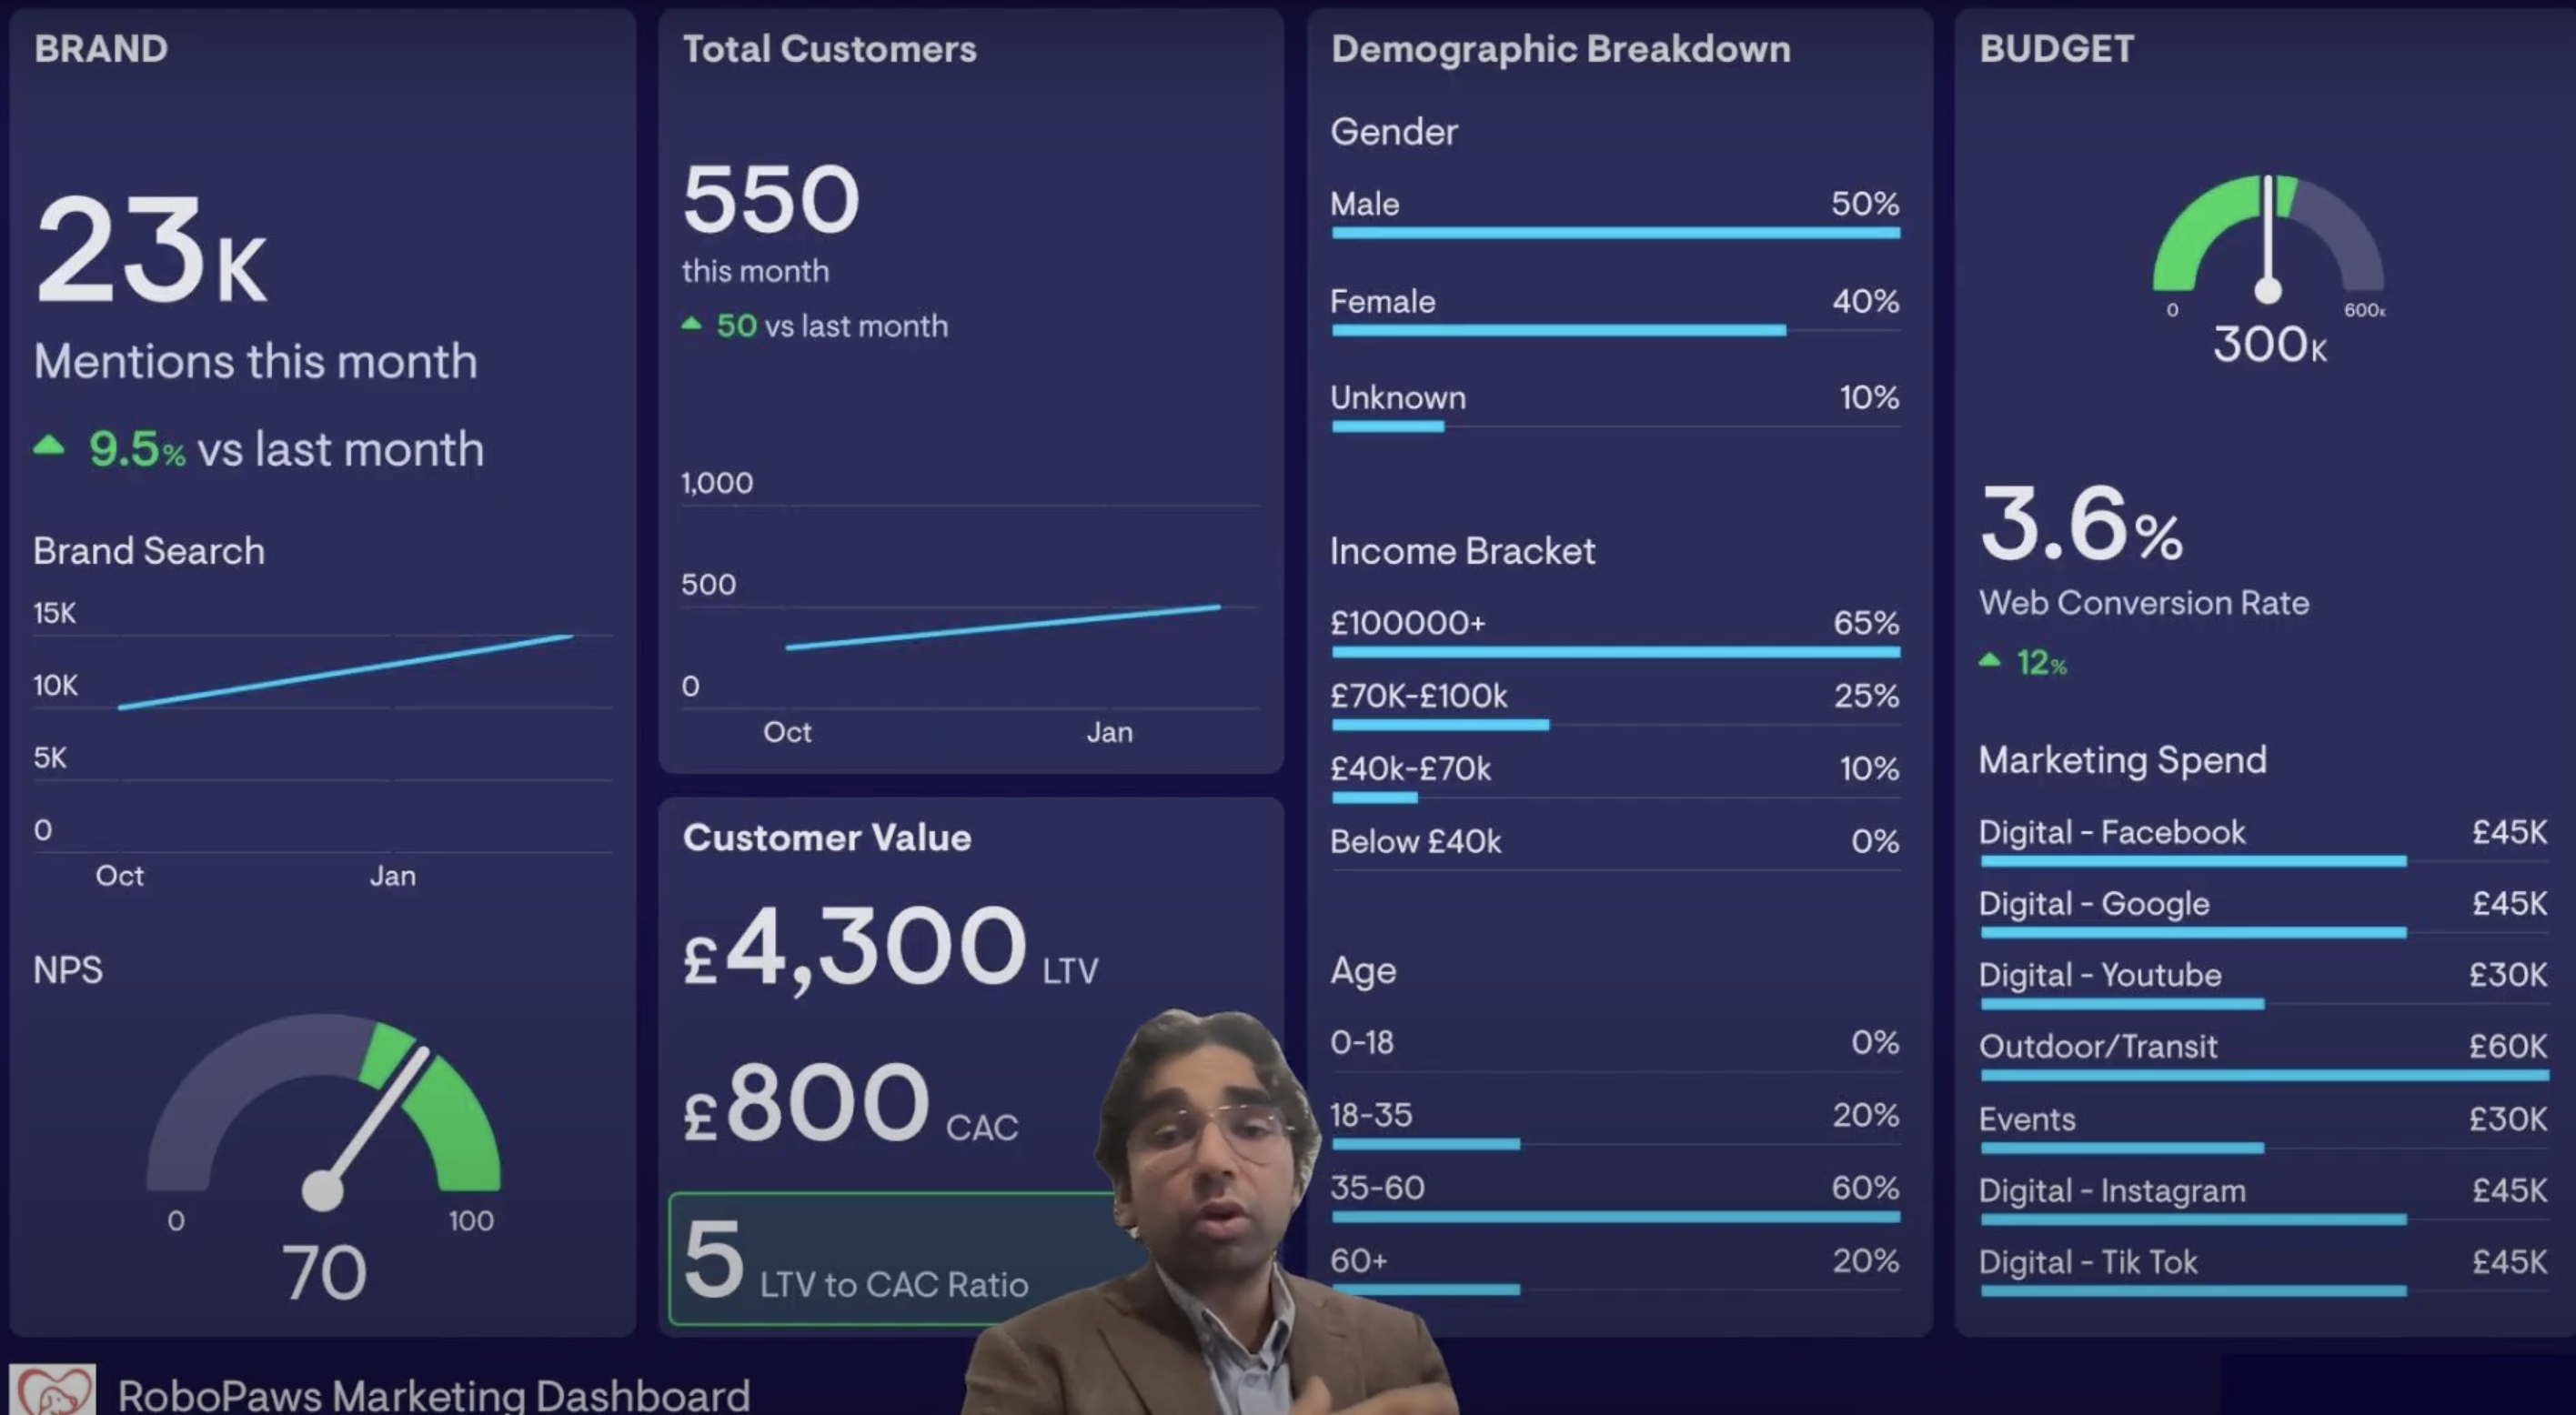 BRAND
23K
Mentions this month
9.5% vs last month
Brand Search
15K
10K
5K
0
Oct Jan
NPS
0 100
70
Total Customers
550
this month
50 vs last month
1,000
500
0
Oct Jan
Customer Value
£4,300 LTV
£800 CAC
5 LTV to CAC Ratio
Demographic Breakdown
Gender
Male 50%
Female 40%
Unknown 10%
Income Bracket
£100000+ 65%
£70K-£100k 25%
£40k-£70k 10%
Below £40k 0%
Age
0-18 0%
18-35 20%
35-60 60%
60+ 20%
BUDGET
0 600K
300K
3.6%
Web Conversion Rate
12%
Marketing Spend
Digital - Facebook £45K
Digital - Google £45K
Digital - Youtube £30K
Outdoor/Transit £60K
Events £30K
Digital - Instagram £45K
Digital - Tik Tok £45K
RoboPaws Marketing Dashboard